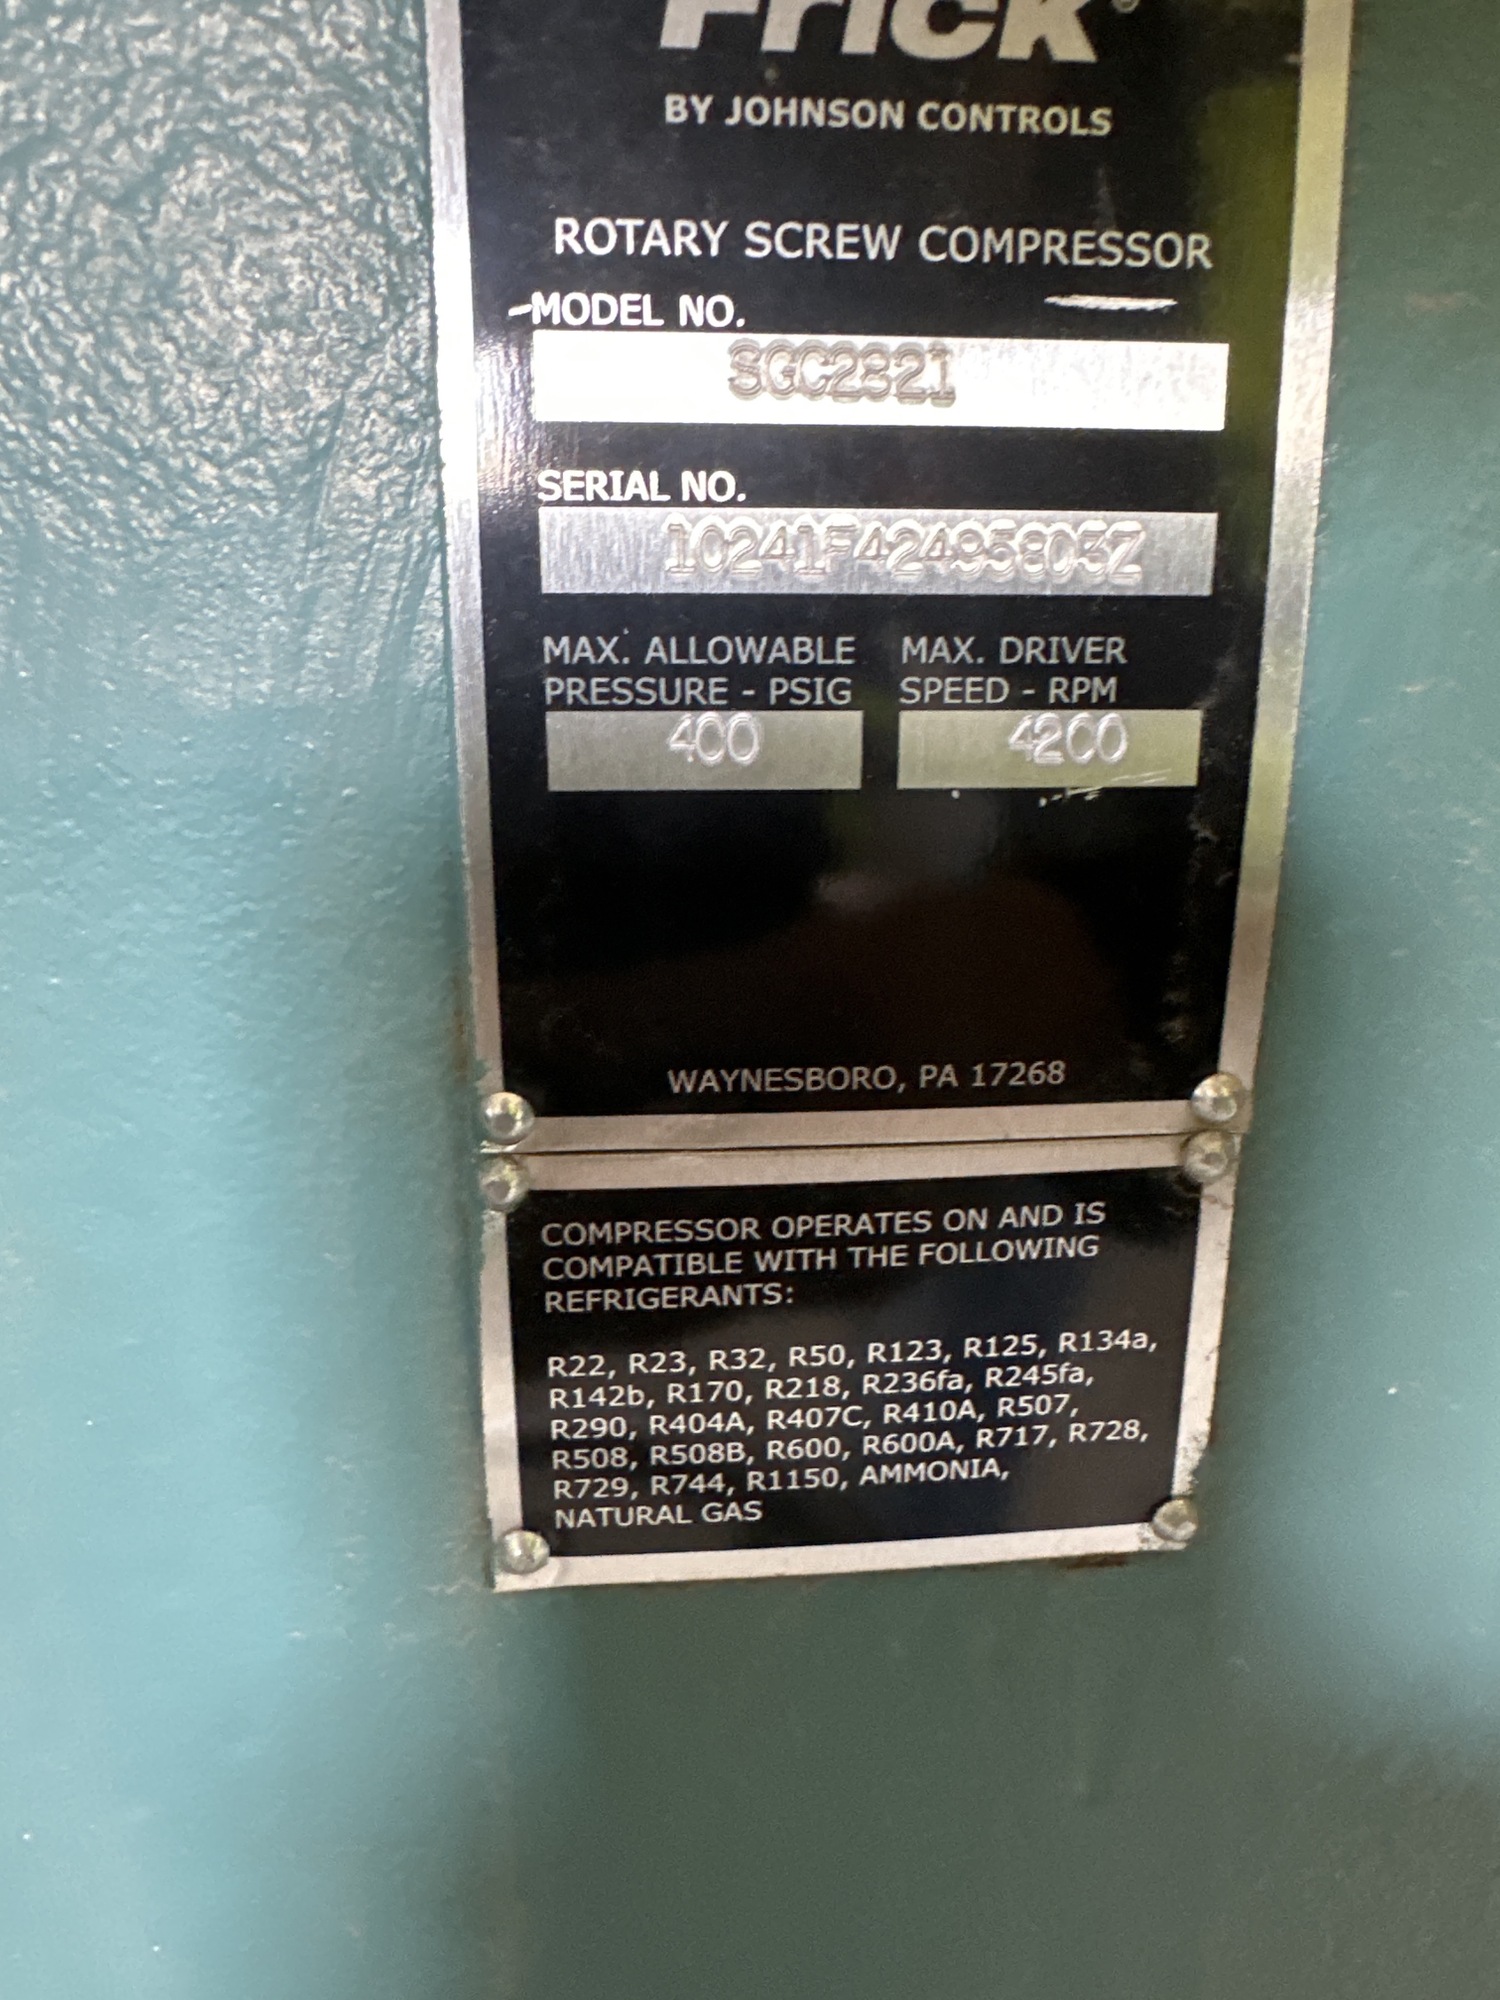 Frick®
BY JOHNSON CONTROLS
ROTARY SCREW COMPRESSOR
MODEL NO.
SGC2821
SERIAL NO.
10241F42495803Z
MAX. ALLOWABLE
PRESSURE - PSIG
400
MAX. DRIVER
SPEED - RPM
4200
WAYNESBORO, PA 17268
COMPRESSOR OPERATES ON AND IS
COMPATIBLE WITH THE FOLLOWING
REFRIGERANTS:
R22, R23, R32, R50, R123, R125, R134a,
R142b, R170, R218, R236fa, R245fa,
R290, R404A, R407C, R410A, R507,
R508, R508B, R600, R600A, R717, R728,
R729, R744, R1150, AMMONIA,
NATURAL GAS